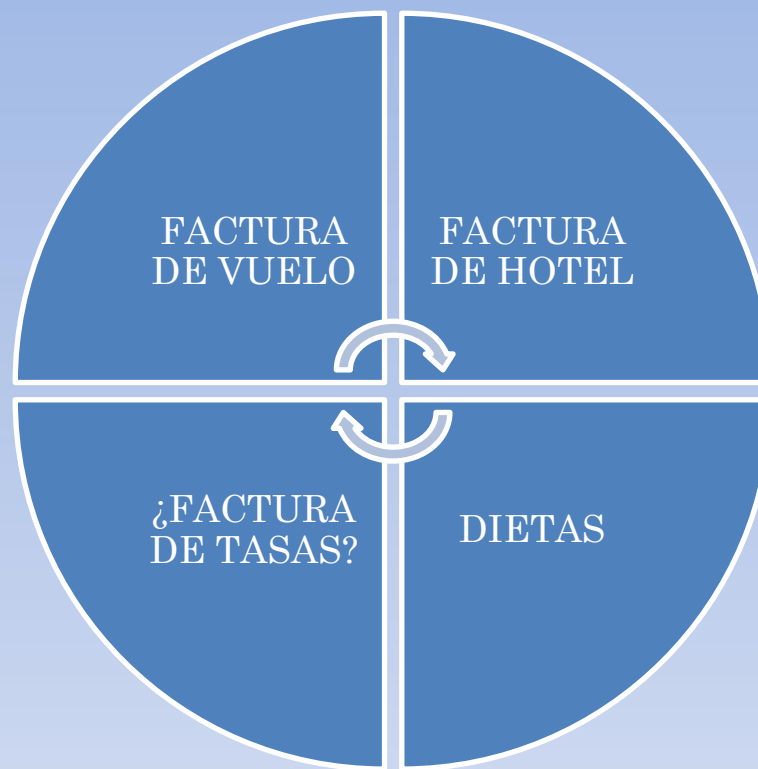 FACTURA
DE VUELO
FACTURA
DE HOTEL
¿FACTURA
DE TASAS?
DIETAS